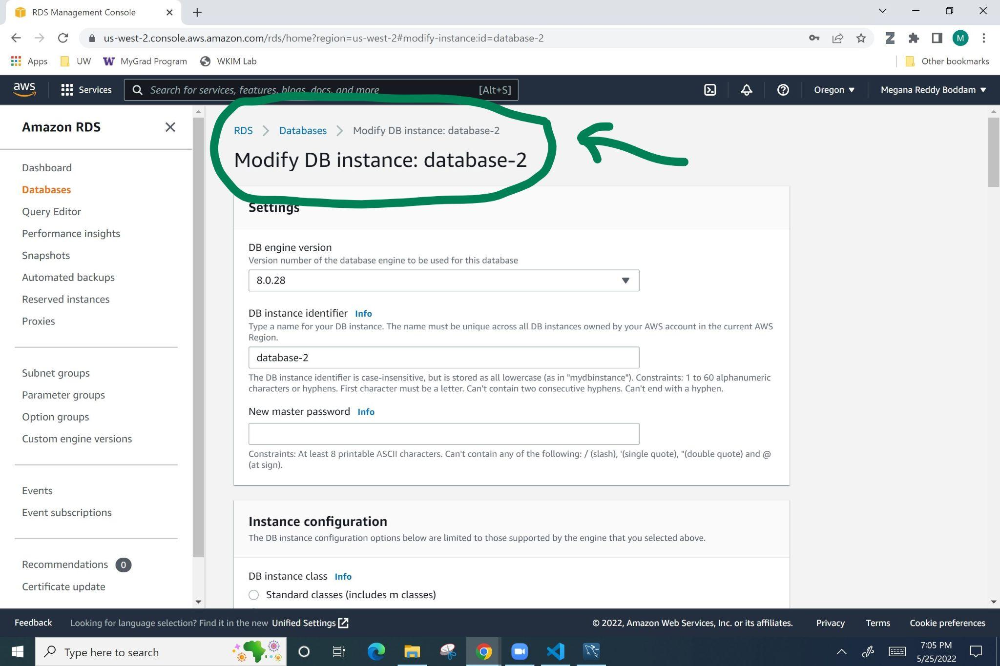 RDS Management Console
us-west-2.console.aws.amazon.com/rds/home?region=us-west-2#modify-instance:id=database-2
M
Apps
UW
MyGrad Program
WKIM Lab
Other bookmarks
aws
Services
Search for services, features, blogs, docs, and more
[Alt+S]
Oregon
Megana Reddy Boddam
Amazon RDS
Dashboard
Databases
Query Editor
Performance insights
Snapshots
Automated backups
Reserved instances
Proxies
Subnet groups
Parameter groups
Option groups
Custom engine versions
Events
Event subscriptions
Recommendations 0
Certificate update
RDS > Databases > Modify DB instance: database-2
Modify DB instance: database-2
Settings
DB engine version
Version number of the database engine to be used for this database
8.0.28
DB instance identifier Info
Type a name for your DB instance. The name must be unique across all DB instances owned by your AWS account in the current AWS
Region.
database-2
The DB instance identifier is case-insensitive, but is stored as all lowercase (as in "mydbinstance"). Constraints: 1 to 60 alphanumeric
characters or hyphens. First character must be a letter. Can't contain two consecutive hyphens. Can't end with a hyphen.
New master password Info
Constraints: At least 8 printable ASCII characters. Can't contain any of the following: / (slash), '(single quote), "(double quote) and @
(at sign).
Instance configuration
The DB instance configuration options below are limited to those supported by the engine that you selected above.
DB instance class Info
Standard classes (includes m classes)
Feedback
Looking for language selection? Find it in the new Unified Settings
© 2022, Amazon Web Services, Inc. or its affiliates.
Privacy
Terms
Cookie preferences
Type here to search
7:05 PM
5/25/2022